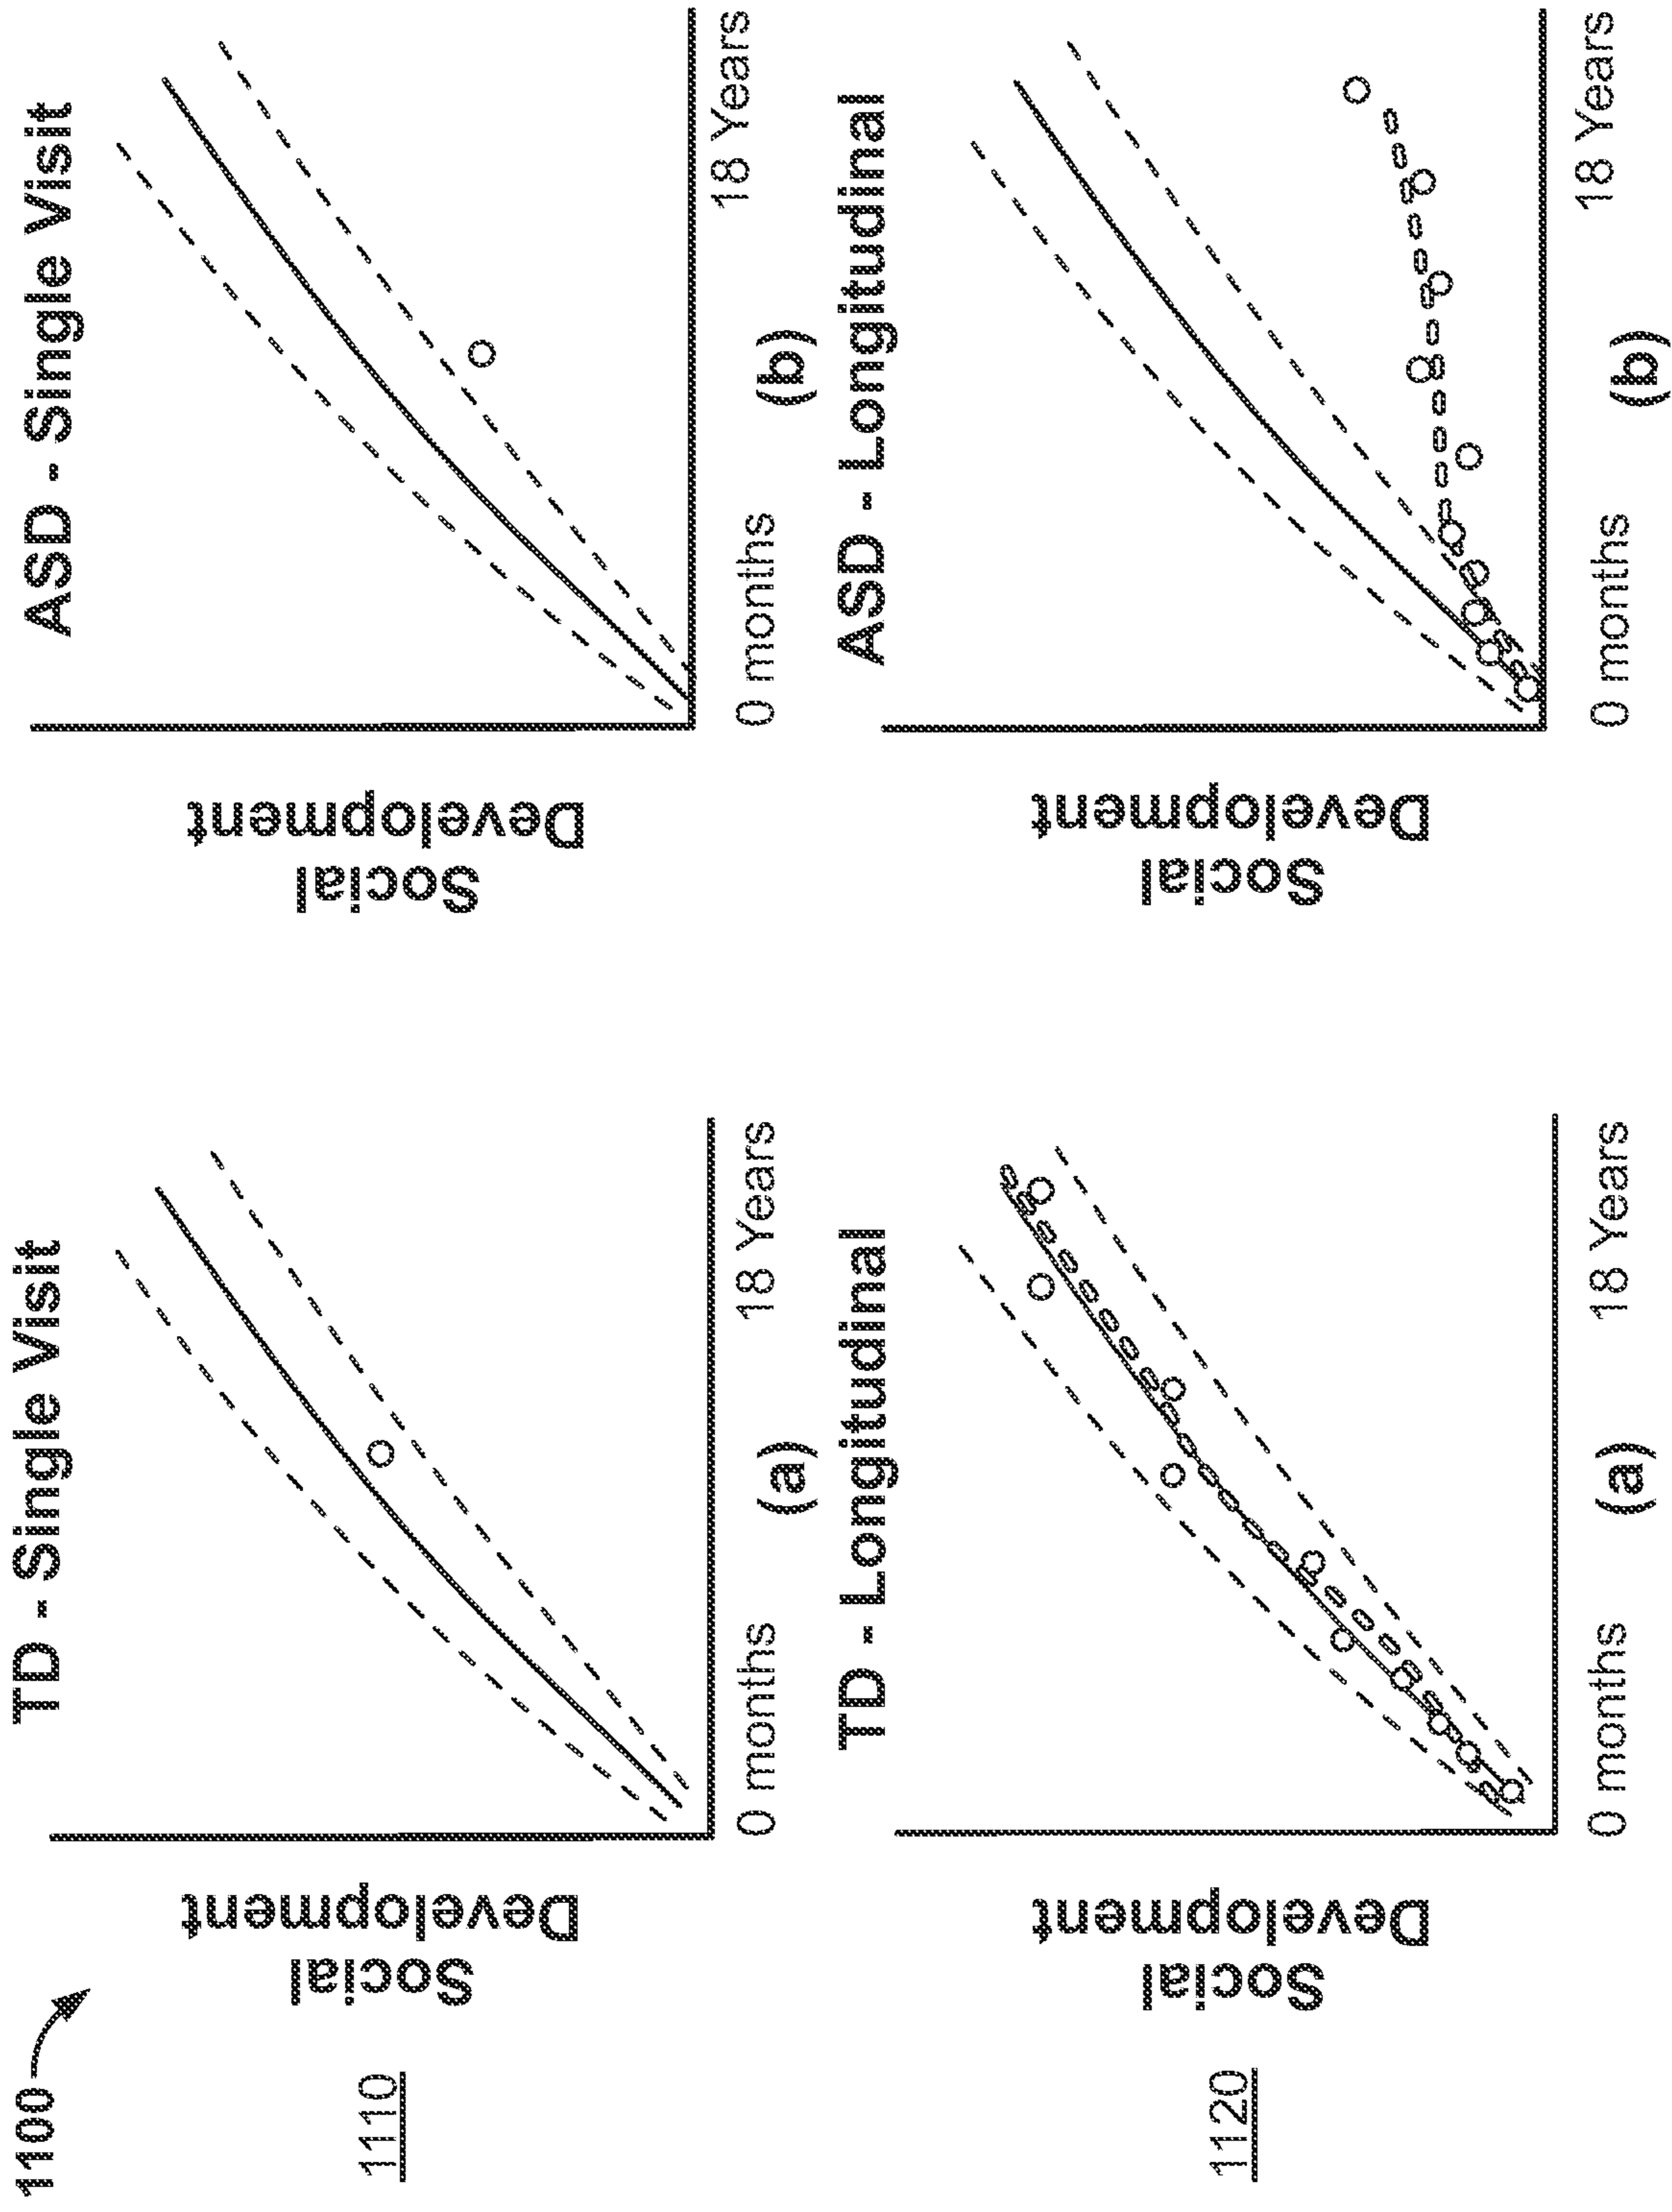 1100
1110
TD - Single Visit
Social
Development
0 months
18 Years
(a)
ASD - Single Visit
Social
Development
0 months
18 Years
(b)
1120
TD - Longitudinal
Social
Development
0 months
18 Years
(a)
ASD - Longitudinal
Social
Development
0 months
18 Years
(b)